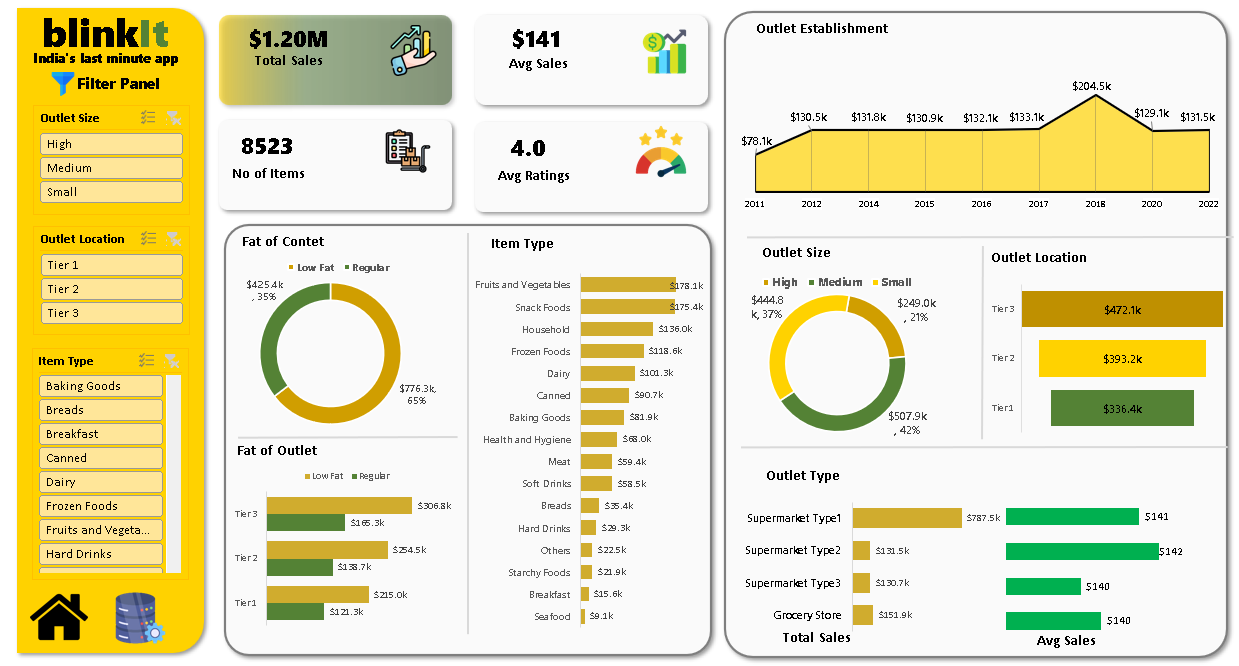 blinkIt
India's last minute app
Filter Panel
Outlet Size
High
Medium
Small
Outlet Location
Tier 1
Tier 2
Tier 3
Item Type
Baking Goods
Breads
Breakfast
Canned
Dairy
Frozen Foods
Fruits and Vegeta...
Hard Drinks
$1.20M
Total Sales
$141
Avg Sales
8523
No of Items
4.0
Avg Ratings
Fat of Contet
Low Fat Regular
$425.4k
, 35%
$776.3k,
65%
Fat of Outlet
Low Fat Regular
Tier 3 $306.8k
$165.3k
Tier 2 $254.5k
$138.7k
Tier 1 $215.0k
$121.3k
Item Type
Fruits and Vegetables $178.1k
Snack Foods $175.4k
Household $136.0k
Frozen Foods $118.6k
Dairy $101.3k
Canned $90.7k
Baking Goods $81.9k
Health and Hygiene $68.0k
Meat $59.4k
Soft Drinks $58.5k
Breads $35.4k
Hard Drinks $29.3k
Others $22.5k
Starchy Foods $21.9k
Breakfast $15.6k
Seafood $9.1k
Outlet Establishment
$78.1k $130.5k $131.8k $130.9k $132.1k $133.1k $204.5k $129.1k $131.5k
2011 2012 2014 2015 2016 2017 2018 2020 2022
Outlet Size
High Medium Small
$444.8
k, 37%
$249.0k
, 21%
$507.9k
, 42%
Outlet Location
Tier 3 $472.1k
Tier 2 $393.2k
Tier 1 $336.4k
Outlet Type
Supermarket Type1 $787.5k $141
Supermarket Type2 $131.5k $142
Supermarket Type3 $130.7k $140
Grocery Store $151.9k $140
Total Sales Avg Sales